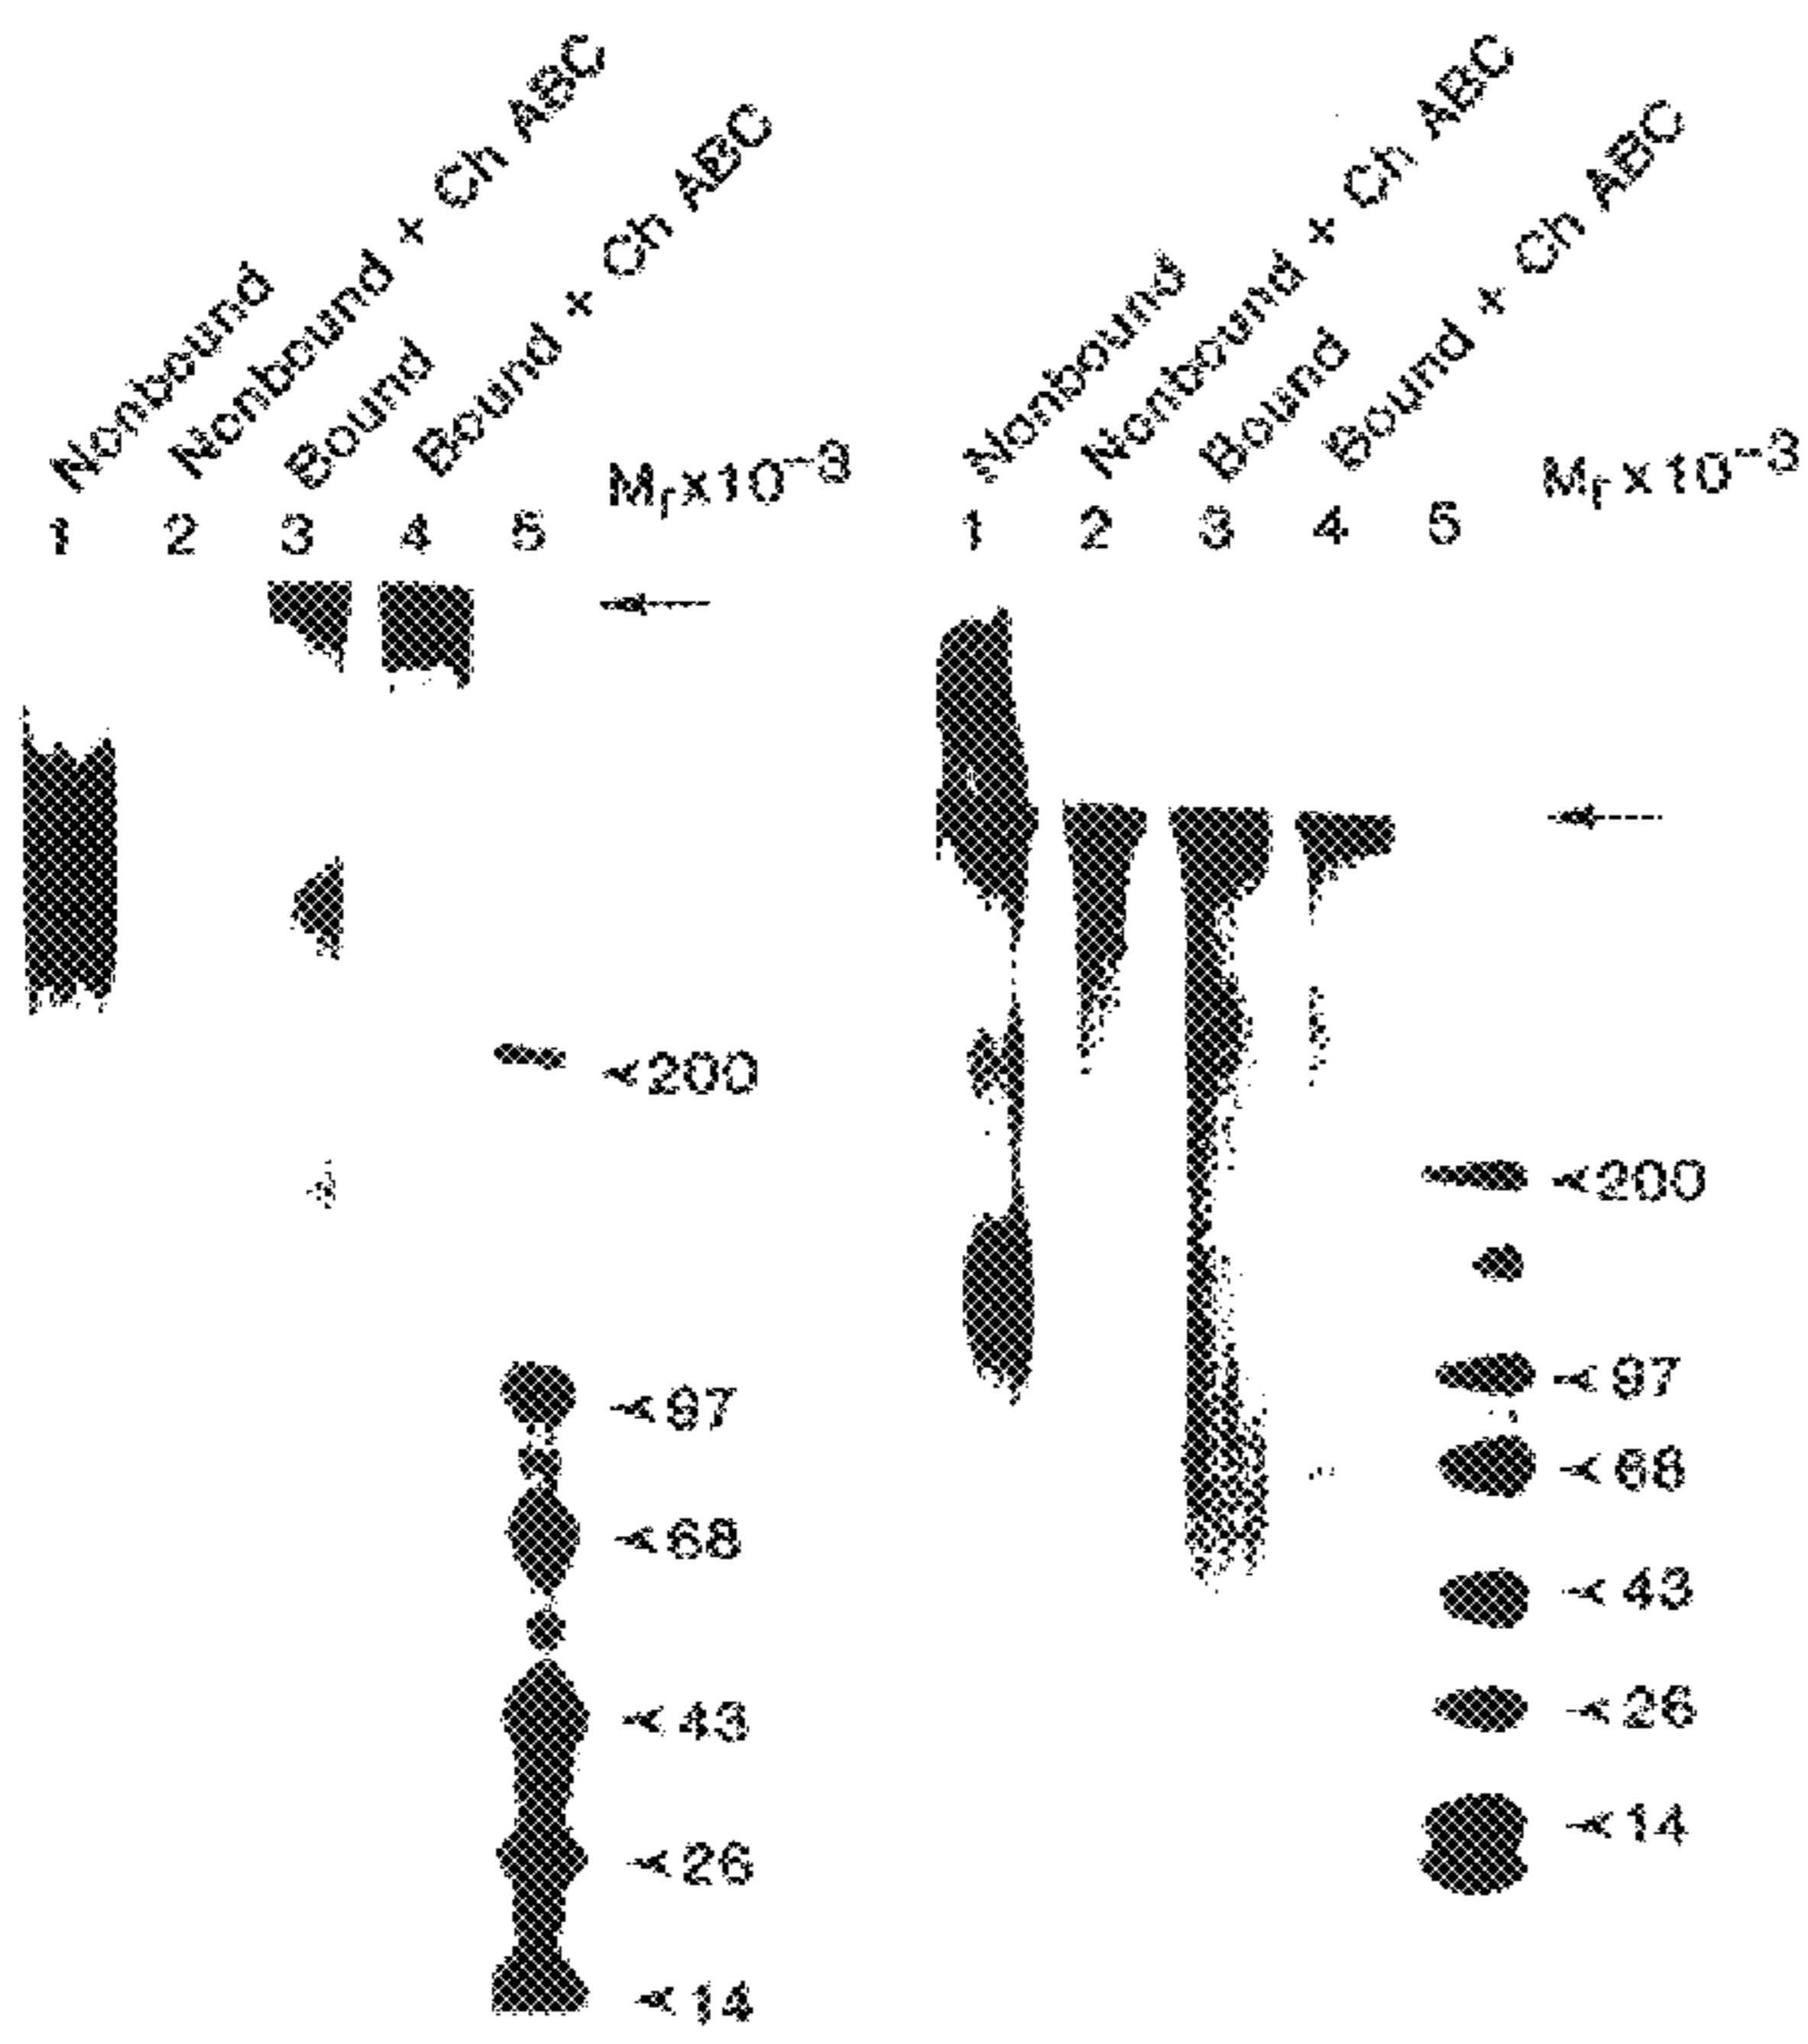 Nonbound
Nonbound + Ch ABC
Bound
Bound + Ch ABC
Mr x10−3
1 2 3 4 5
200
97
68
43
26
14
Nonbound
Nonbound + Ch ABC
Bound
Bound + Ch ABC
Mr x10−3
1 2 3 4 5
200
97
68
43
26
14